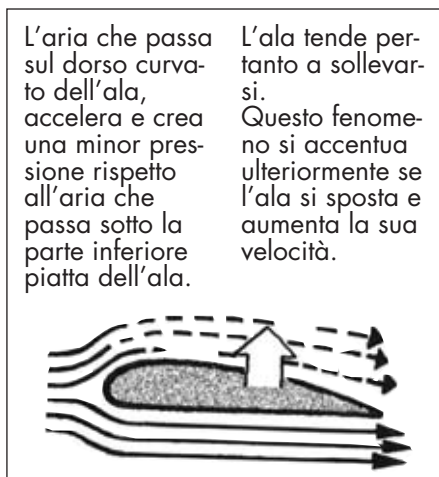 L'aria che passa
sul dorso curva-
to dell'ala,
accelera e crea
una minor pres-
sione rispetto
all'aria che
passa sotto la
parte inferiore
piatta dell'ala.
L'ala tende per-
tanto a sollevar-
si.
Questo fenome-
no si accentua
ulteriormente se
l'ala si sposta e
aumenta la sua
velocità.